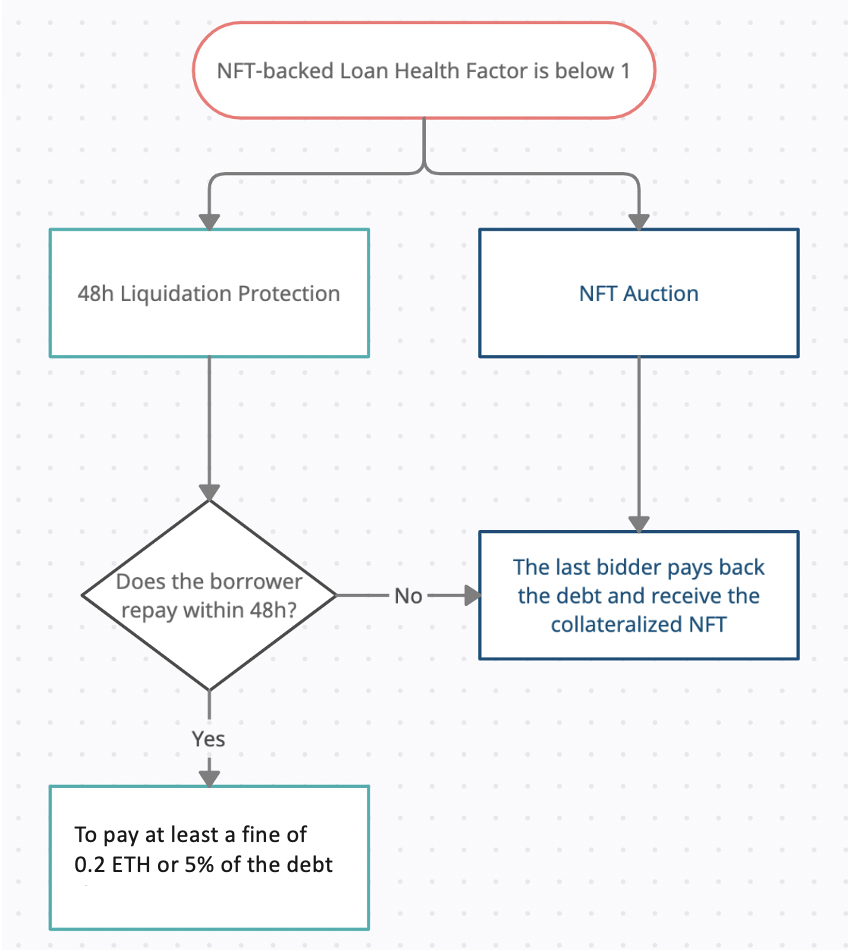 NFT-backed Loan Health Factor is below 1
48h Liquidation Protection
NFT Auction
Does the borrower
repay within 48h?
No
The last bidder pays back
the debt and receive the
collateralized NFT
Yes
To pay at least a fine of
0.2 ETH or 5% of the debt